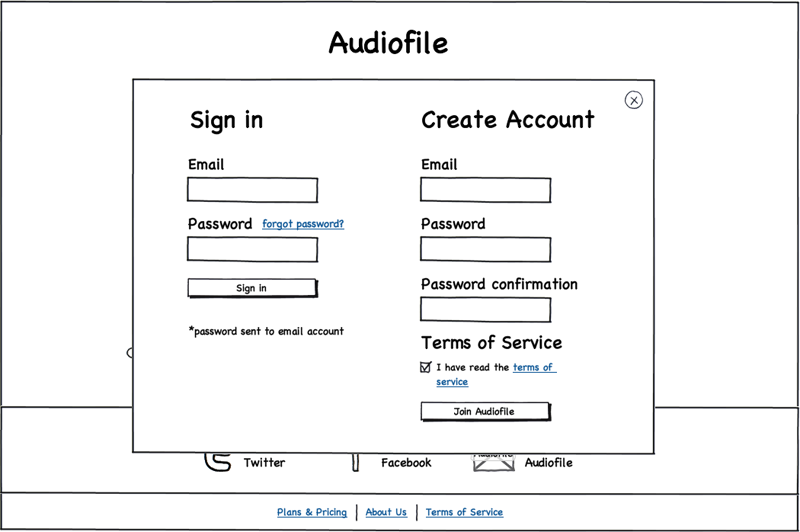 Audiofile
Sign in
Create Account
Email
Email
Password forgot password?
Password
Sign in
Password confirmation
*password sent to email account
Terms of Service
I have read the terms of
service
Join Audiofile
Twitter
Facebook
Audiofile
Audiofile
Plans & Pricing | About Us | Terms of Service